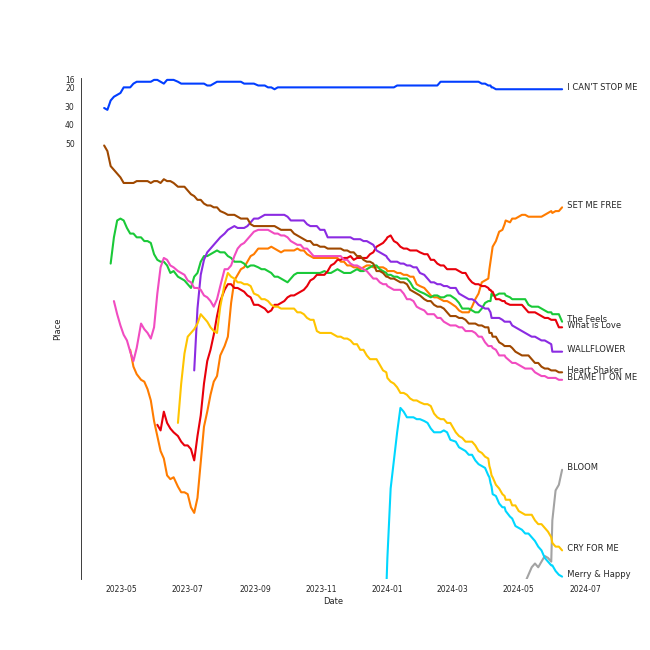 16
20
30
40
50
Place
I CAN'T STOP ME
SET ME FREE
The Feels
What is Love
WALLFLOWER
Heart Shaker
BLAME IT ON ME
BLOOM
CRY FOR ME
Merry & Happy
2023-05 2023-07 2023-09 2023-11 2024-01 2024-03 2024-05 2024-07
Date